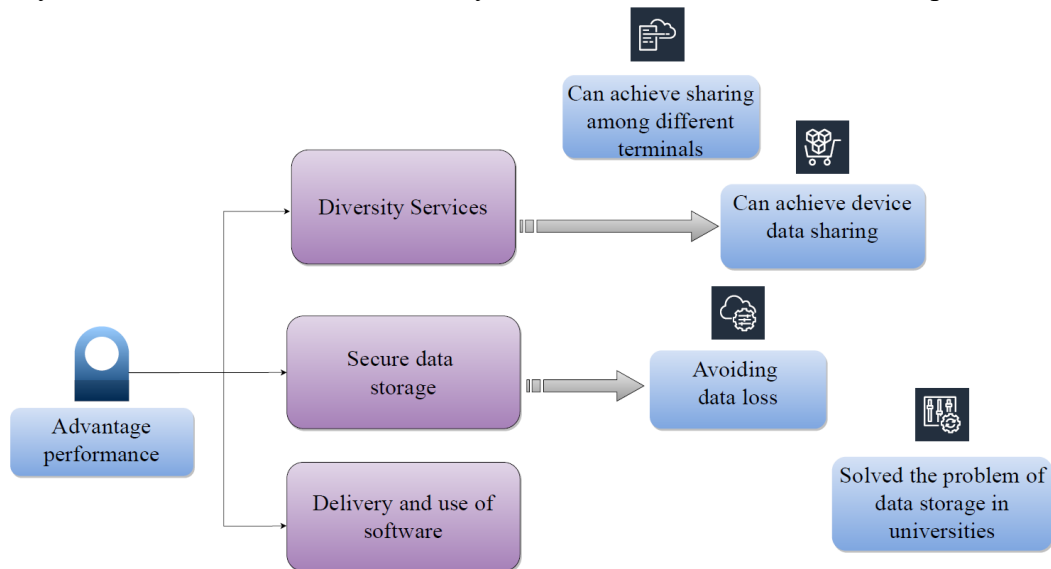 Can achieve sharing
among different
terminals
Diversity Services
Can achieve device
data sharing
Secure data
storage
Avoiding
data loss
Advantage
performance
Delivery and use of
software
Solved the problem of
data storage in
universities